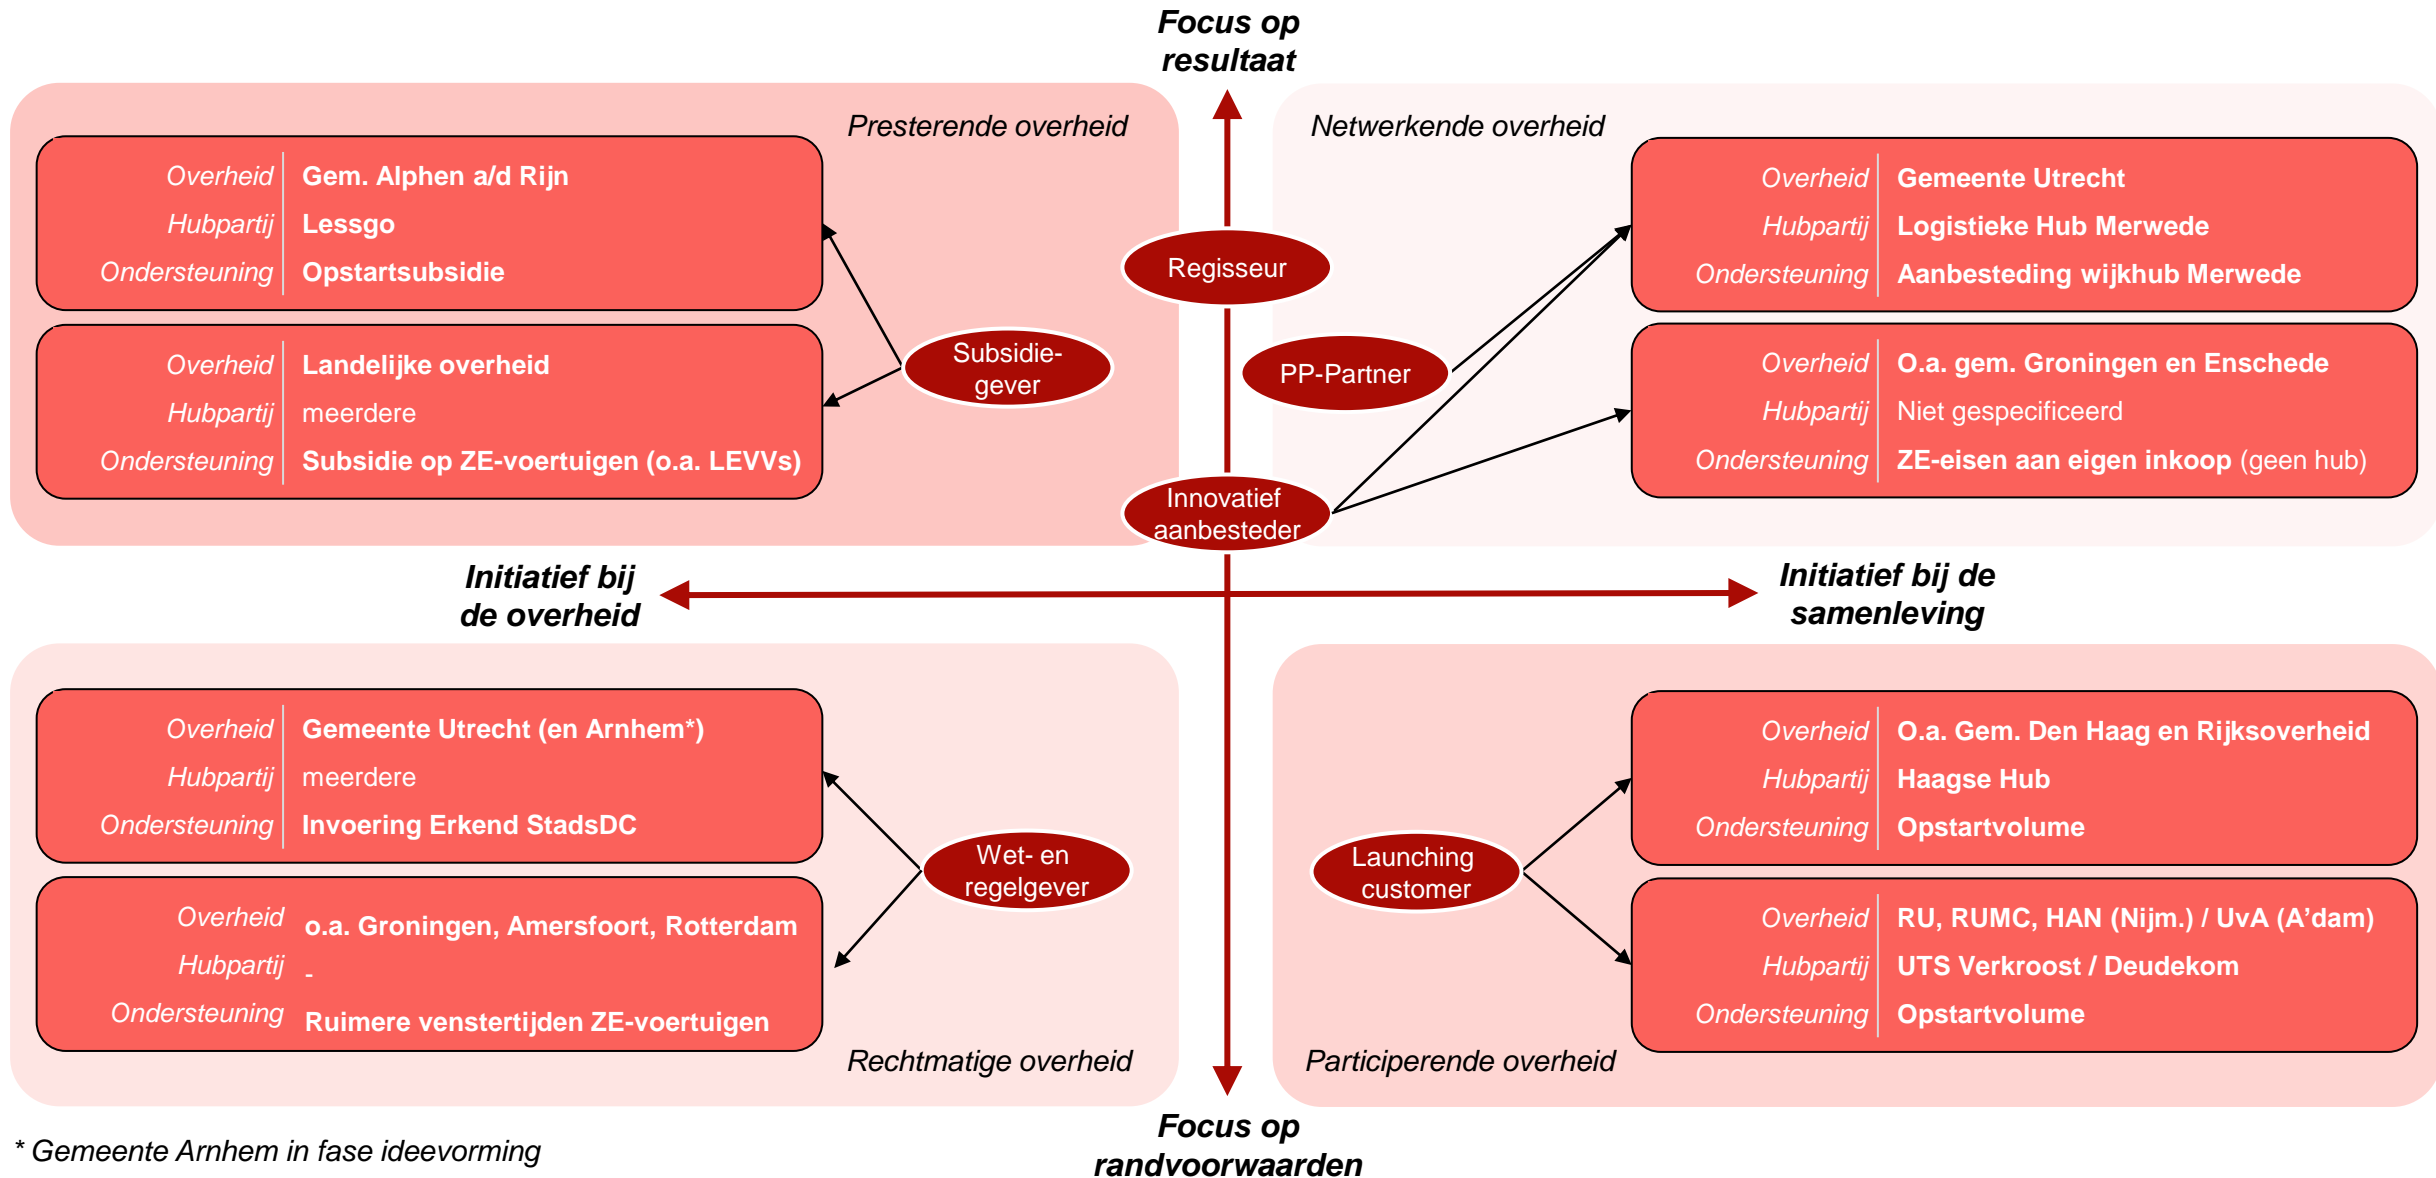 Focus op
resultaat
Presterende overheid
Overheid Gem. Alphen a/d Rijn
Hubpartij Lessgo
Ondersteuning Opstartsubsidie
Overheid Landelijke overheid
Hubpartij meerdere
Ondersteuning Subsidie op ZE-voertuigen (o.a. LEVVs)
Subsidie-
gever
Regisseur
Innovatief
aanbesteder
Netwerkende overheid
PP-Partner
Overheid Gemeente Utrecht
Hubpartij Logistieke Hub Merwede
Ondersteuning Aanbesteding wijkhub Merwede
Overheid O.a. gem. Groningen en Enschede
Hubpartij Niet gespecificeerd
Ondersteuning ZE-eisen aan eigen inkoop (geen hub)
Initiatief bij
de overheid
Initiatief bij de
samenleving
Overheid Gemeente Utrecht (en Arnhem*)
Hubpartij meerdere
Ondersteuning Invoering Erkend StadsDC
Overheid o.a. Groningen, Amersfoort, Rotterdam
Hubpartij -
Ondersteuning Ruimere venstertijden ZE-voertuigen
Wet- en
regelgever
Rechtmatige overheid
Launching
customer
Overheid O.a. Gem. Den Haag en Rijksoverheid
Hubpartij Haagse Hub
Ondersteuning Opstartvolume
Overheid RU, RUMC, HAN (Nijm.) / UvA (A’dam)
Hubpartij UTS Verkroost / Deudekom
Ondersteuning Opstartvolume
Participerende overheid
Focus op
randvoorwaarden
* Gemeente Arnhem in fase ideevorming